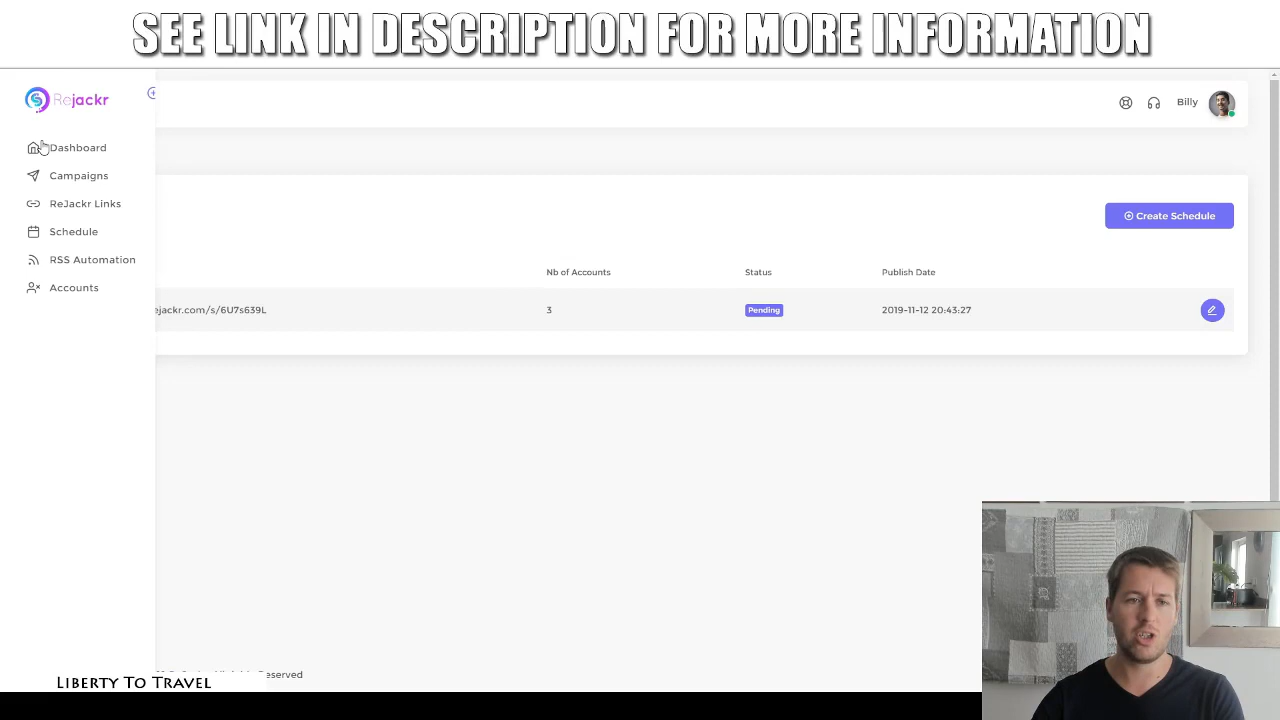 SEE LINK IN DESCRIPTION FOR MORE INFORMATION
Rejackr
Billy
Dashboard
Campaigns
ReJackr Links
Schedule
RSS Automation
Accounts
Create Schedule
Nb of Accounts
Status
Publish Date
ejackr.com/s/6U7s639L
3
Pending
2019-11-12 20:43:27
eserved
LIBERTY TO TRAVEL